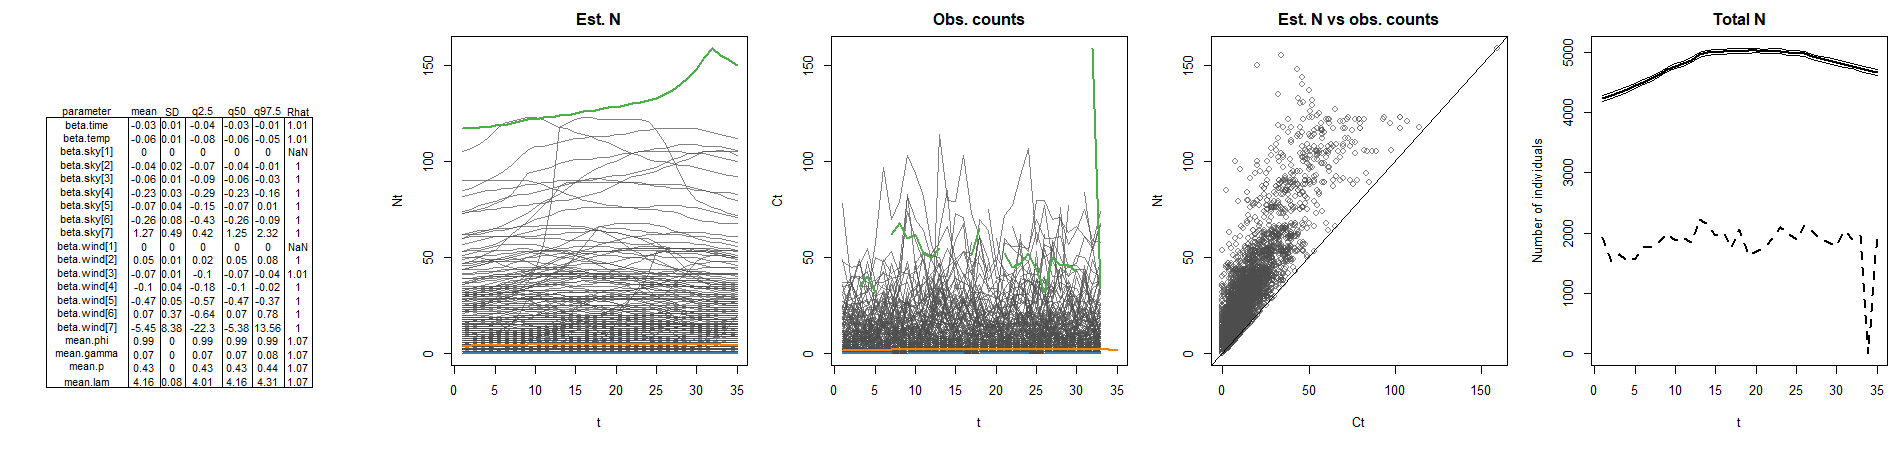 parameter mean SD q2.5 q50 q97.5 Rhat
beta.time -0.03 0.01 -0.04 -0.03 -0.01 1.01
beta.temp -0.06 0.01 -0.08 -0.06 -0.05 1.01
beta.sky[1] 0 0 0 0 0 NaN
beta.sky[2] -0.04 0.02 -0.07 -0.04 -0.01 1
beta.sky[3] -0.06 0.01 -0.09 -0.06 -0.03 1
beta.sky[4] -0.23 0.03 -0.29 -0.23 -0.16 1
beta.sky[5] -0.07 0.04 -0.15 -0.07 0.01 1
beta.sky[6] -0.26 0.08 -0.43 -0.26 -0.09 1
beta.sky[7] 1.27 0.49 0.42 1.25 2.32 1
beta.wind[1] 0 0 0 0 0 NaN
beta.wind[2] 0.05 0.01 0.02 0.05 0.08 1
beta.wind[3] -0.07 0.01 -0.1 -0.07 -0.04 1.01
beta.wind[4] -0.1 0.04 -0.18 -0.1 -0.02 1
beta.wind[5] -0.47 0.05 -0.57 -0.47 -0.37 1
beta.wind[6] 0.07 0.37 -0.64 0.07 0.78 1
beta.wind[7] -5.45 8.38 -22.3 -5.38 13.56 1
mean.phi 0.99 0 0.99 0.99 0.99 1.07
mean.gamma 0.07 0 0.07 0.07 0.08 1.07
mean.p 0.43 0 0.43 0.43 0.44 1.07
mean.lam 4.16 0.08 4.01 4.16 4.31 1.07
Est. N
Nt
150
100
50
0
0 5 10 15 20 25 30 35
t
Obs. counts
Ct
150
100
50
0
0 5 10 15 20 25 30 35
t
Est. N vs obs. counts
Nt
150
100
50
0
0 50 100 150
Ct
Total N
Number of individuals
5000
4000
3000
2000
1000
0
0 5 10 15 20 25 30 35
t